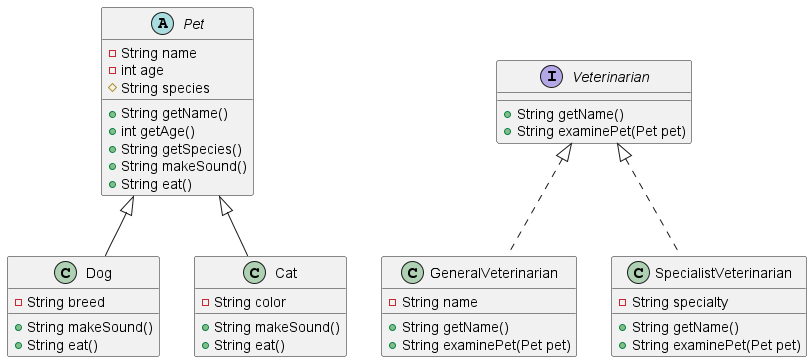 A Pet
String name
int age
String species
String getName()
int getAge()
String getSpecies()
String makeSound()
String eat()
I Veterinarian
String getName()
String examinePet(Pet pet)
C Dog
String breed
String makeSound()
String eat()
C Cat
String color
String makeSound()
String eat()
C GeneralVeterinarian
String name
String getName()
String examinePet(Pet pet)
C SpecialistVeterinarian
String specialty
String getName()
String examinePet(Pet pet)